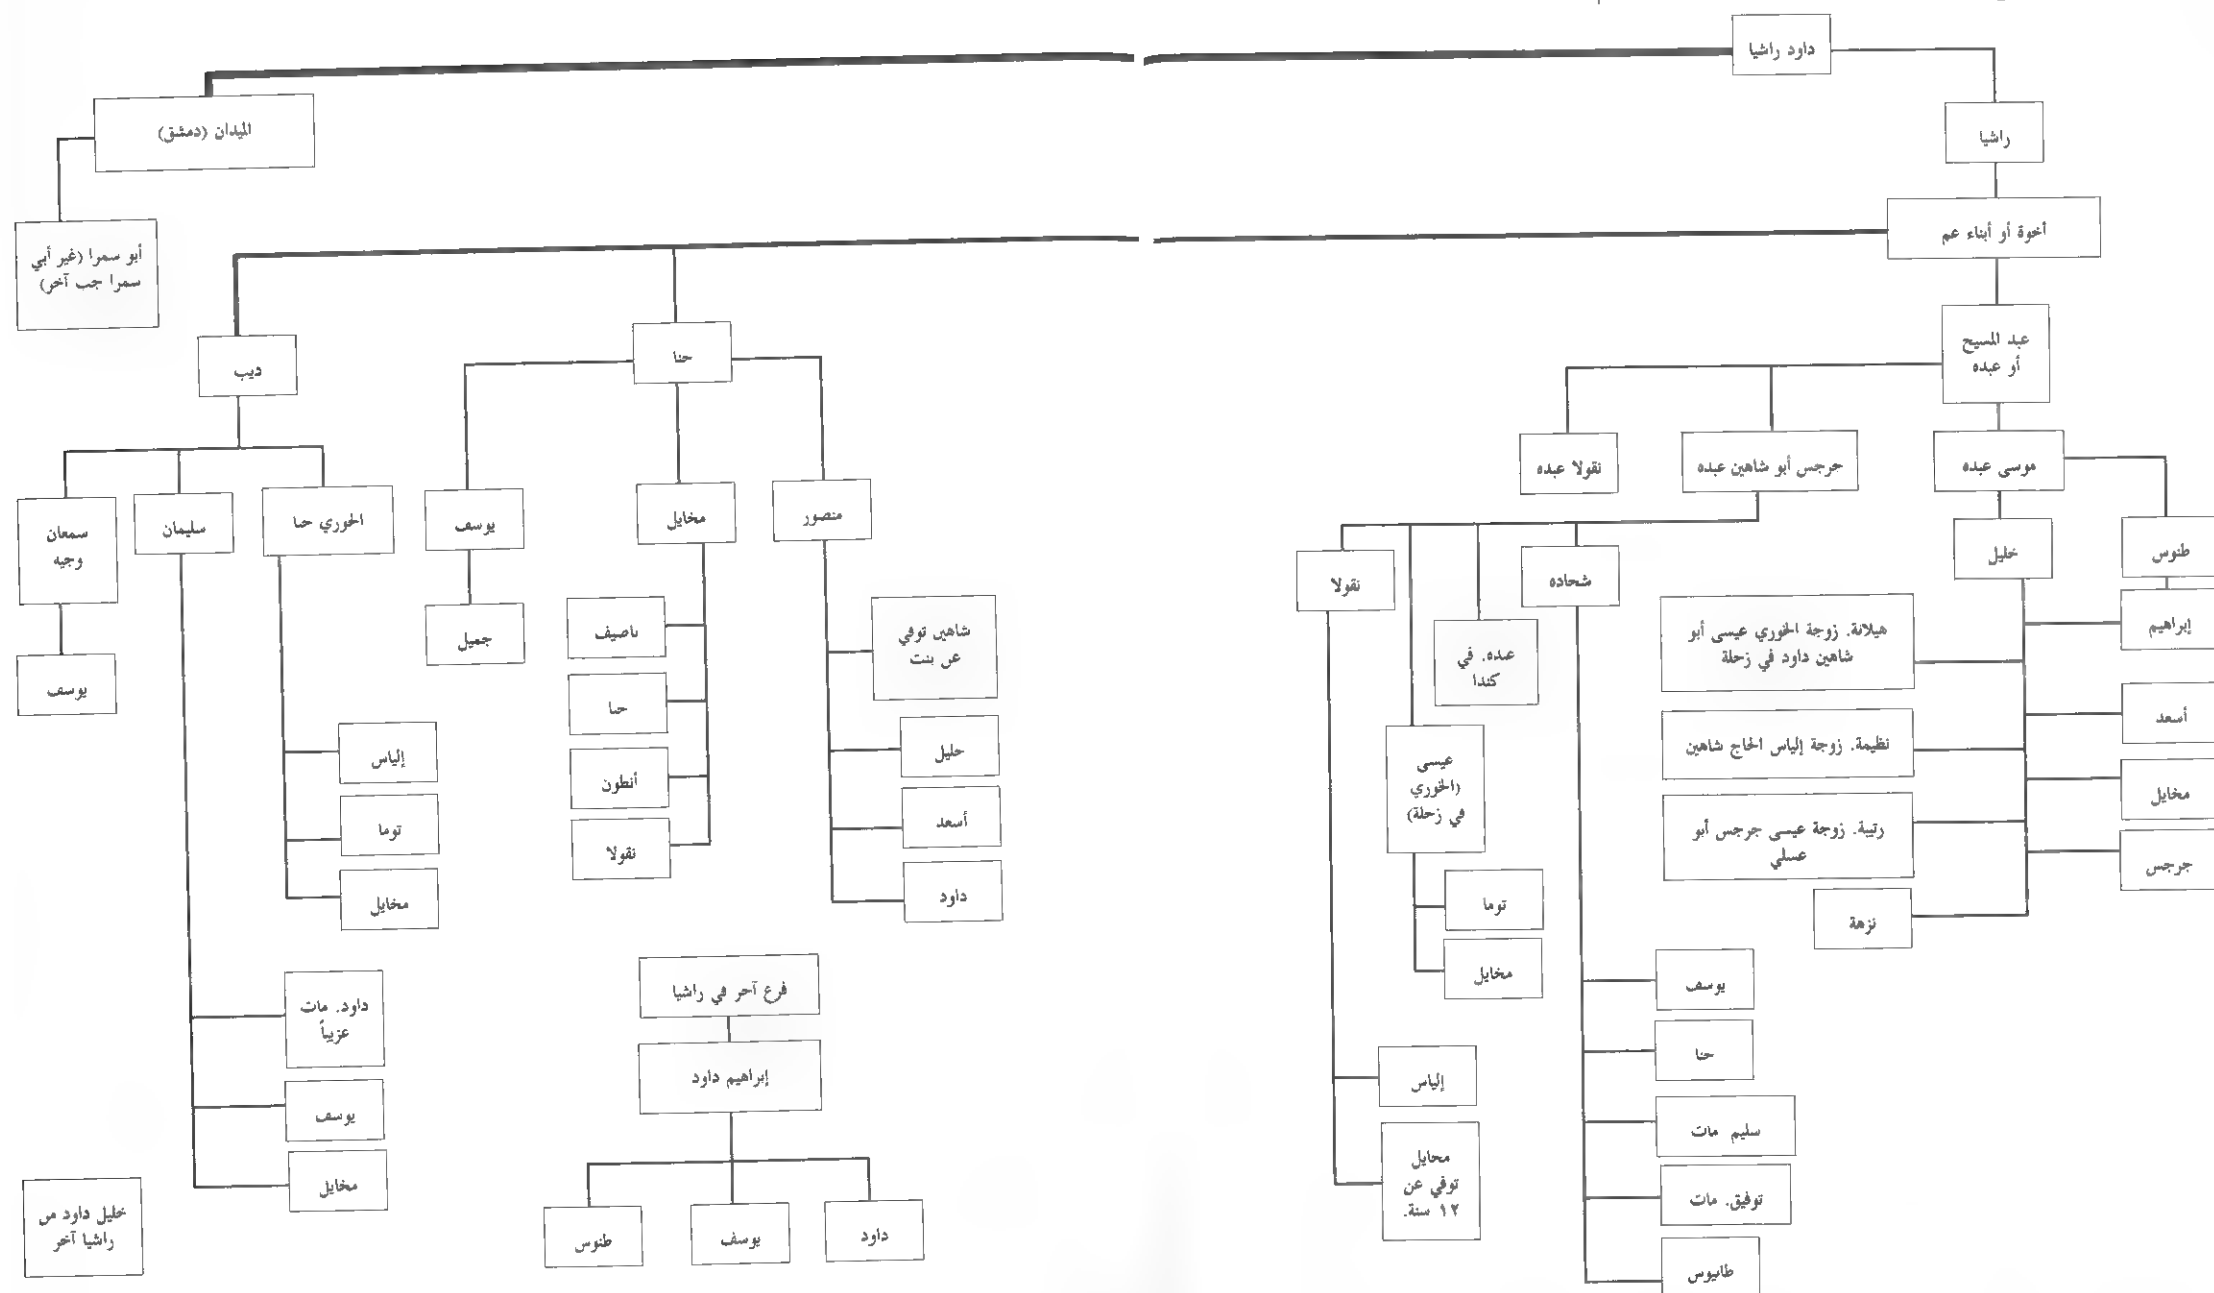 داود راشيا
راشيا
الميدان (دمشق)
أخوة أو أبناء عم
أبو سمرا (غير أبي
سمرا جب آخر)
عبد المسيح
أو عبده
حنا
ديب
موسى عبده
جرجس أبو شاهين عبده
نقولا عبده
طنوس
خليل
شحاده
نقولا
منصور
مخايل
يوسف
الخوري حنا
سليمان
سمعان
وجيه
إبراهيم
أسعد
مخايل
جرجس
هيلانة. زوجة الخوري عيسى أبو
شاهين داود في زحلة
نظيمة. زوجة إلياس الحاج شاهين
رتيبة. زوجة عيسى جرجس أبو
عسلي
نزهة
عبده. في
كندا
عيسى
(الخوري
في زحلة)
توما
مخايل
يوسف
حنا
سليم مات
توفيق. مات
طانيوس
إلياس
مخايل
توفي عن
١٢ سنة.
شاهين توفي
عن بنت
خليل
أسعد
داود
ناصيف
حنا
أنطون
نقولا
جميل
إلياس
توما
مخايل
يوسف
داود. مات
عزيباً
يوسف
مخايل
فرع آخر في راشيا
إبراهيم داود
داود
يوسف
طنوس
خليل داود من
راشيا آخر